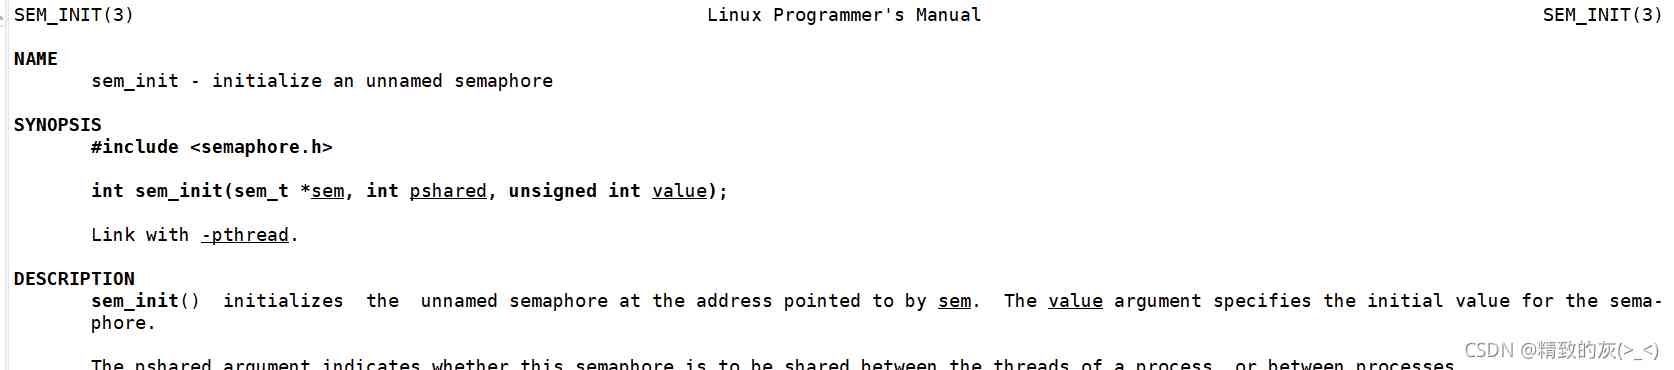 SEM_INIT(3) Linux Programmer's Manual SEM_INIT(3)
NAME
sem_init - initialize an unnamed semaphore
SYNOPSIS
#include <semaphore.h>
int sem_init(sem_t *sem, int pshared, unsigned int value);
Link with -pthread.
DESCRIPTION
sem_init() initializes the unnamed semaphore at the address pointed to by sem. The value argument specifies the initial value for the sema-
phore.
The pshared argument indicates whether this semaphore is to be shared between the threads of a process, or between processes.
CSDN @精致的灰(>_<)